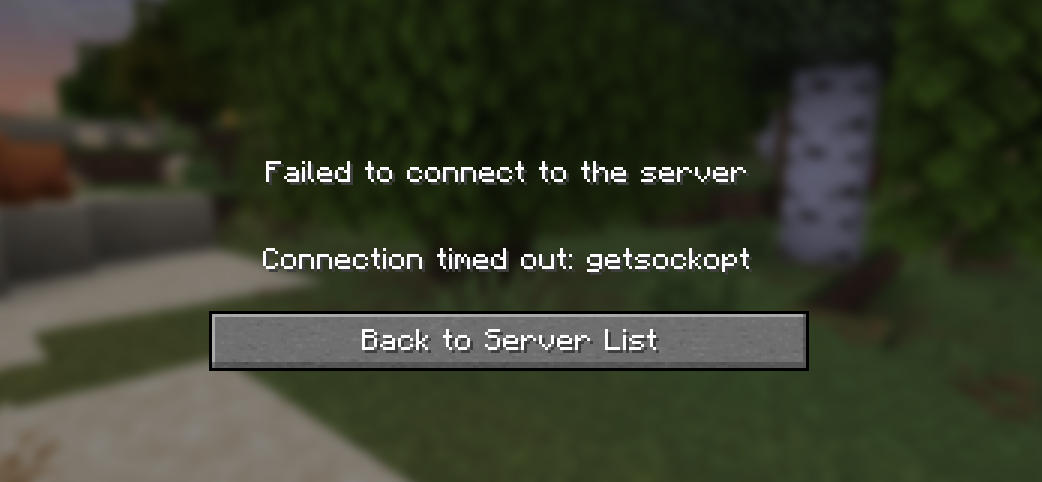 Failed to connect to the server
Connection timed out: getsockopt
Back to Server List